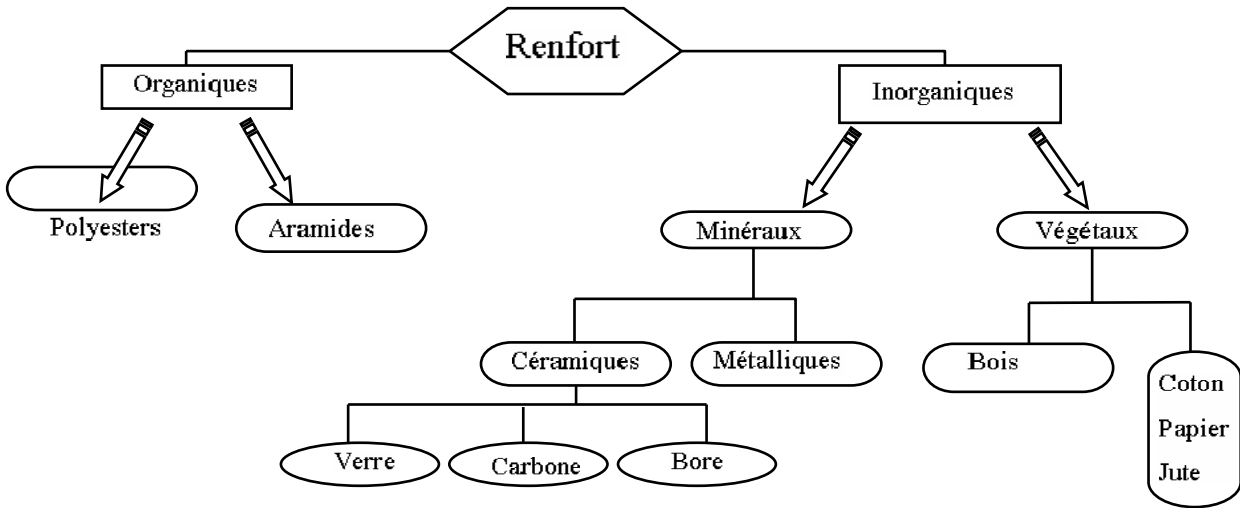 Renfort
Organiques
Inorganiques
Polyesters
Aramides
Minéraux
Végétaux
Céramiques
Métalliques
Bois
Coton
Papier
Jute
Verre
Carbone
Bore